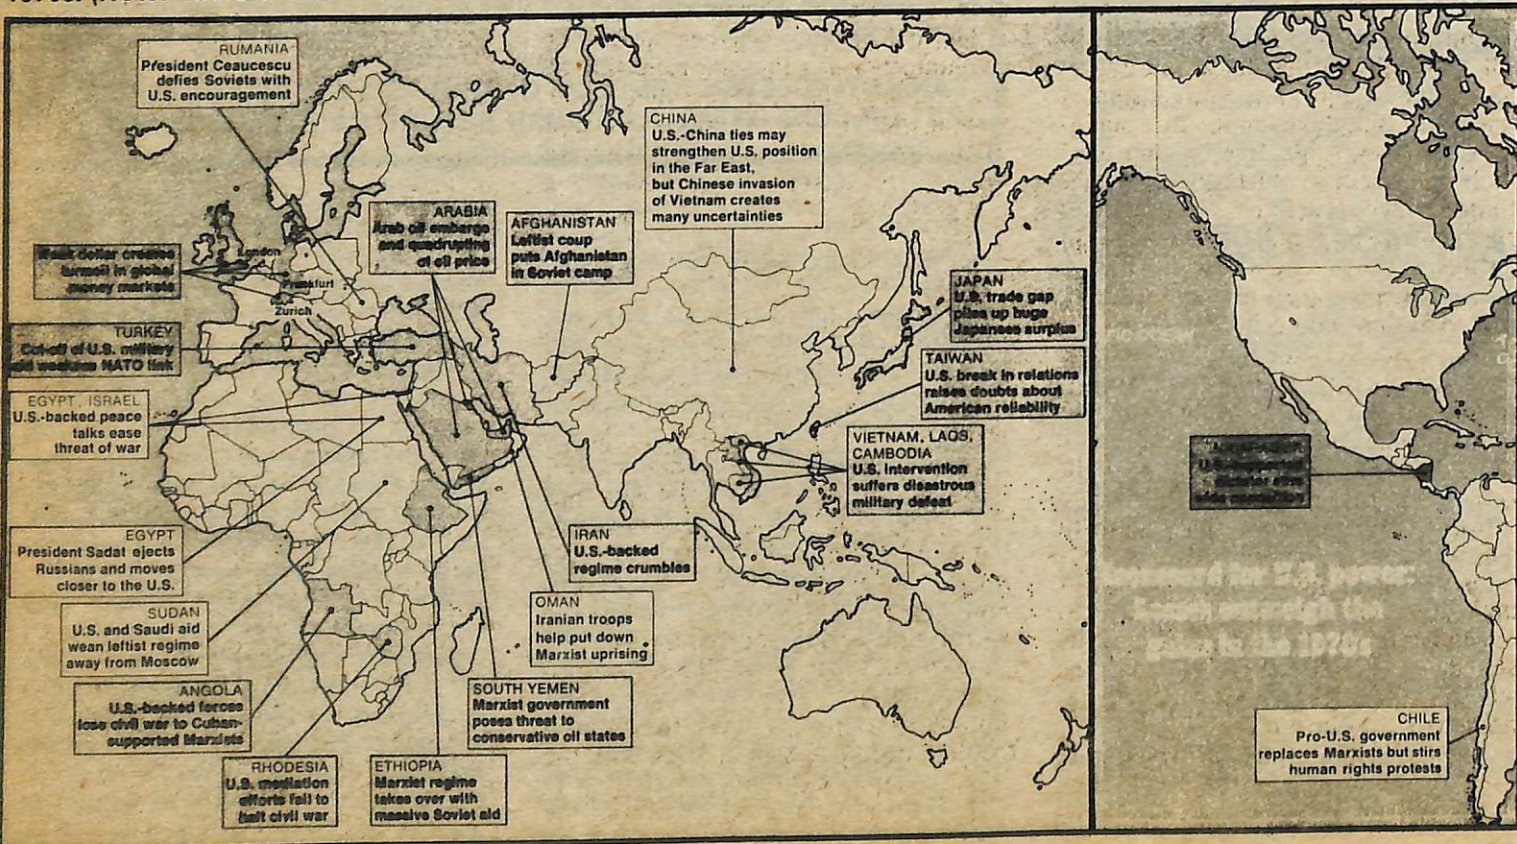 RUMANIA
President Ceaucescu
defies Soviets with
U.S. encouragement
CHINA
U.S.-China ties may
strengthen U.S. position
in the Far East,
but Chinese invasion
of Vietnam creates
many uncertainties
ARABIA
Arab oil embargo
and quadrupling
of oil price
AFGHANISTAN
Leftist coup
puts Afghanistan
in Soviet camp
Weak dollar creates
turmoil in global
money markets
London
Frankfurt
Zurich
JAPAN
U.S. trade gap
piles up huge
Japanese surplus
TURKEY
Cut-off of U.S. military
aid weakens NATO link
TAIWAN
U.S. break in relations
raises doubts about
American reliability
EGYPT, ISRAEL
U.S.-backed peace
talks ease
threat of war
VIETNAM, LAOS,
CAMBODIA
U.S. intervention
suffers disastrous
military defeat
EGYPT
President Sadat ejects
Russians and moves
closer to the U.S.
IRAN
U.S.-backed
regime crumbles
OMAN
Iranian troops
help put down
Marxist uprising
SUDAN
U.S. and Saudi aid
wean leftist regime
away from Moscow
ANGOLA
U.S.-backed forces
lose civil war to Cuban-
supported Marxists
SOUTH YEMEN
Marxist government
poses threat to
conservative oil states
RHODESIA
U.S. mediation
efforts fail to
halt civil war
ETHIOPIA
Marxist regime
takes over with
massive Soviet aid
the
1970s
CHILE
Pro-U.S. government
replaces Marxists but stirs
human rights protests